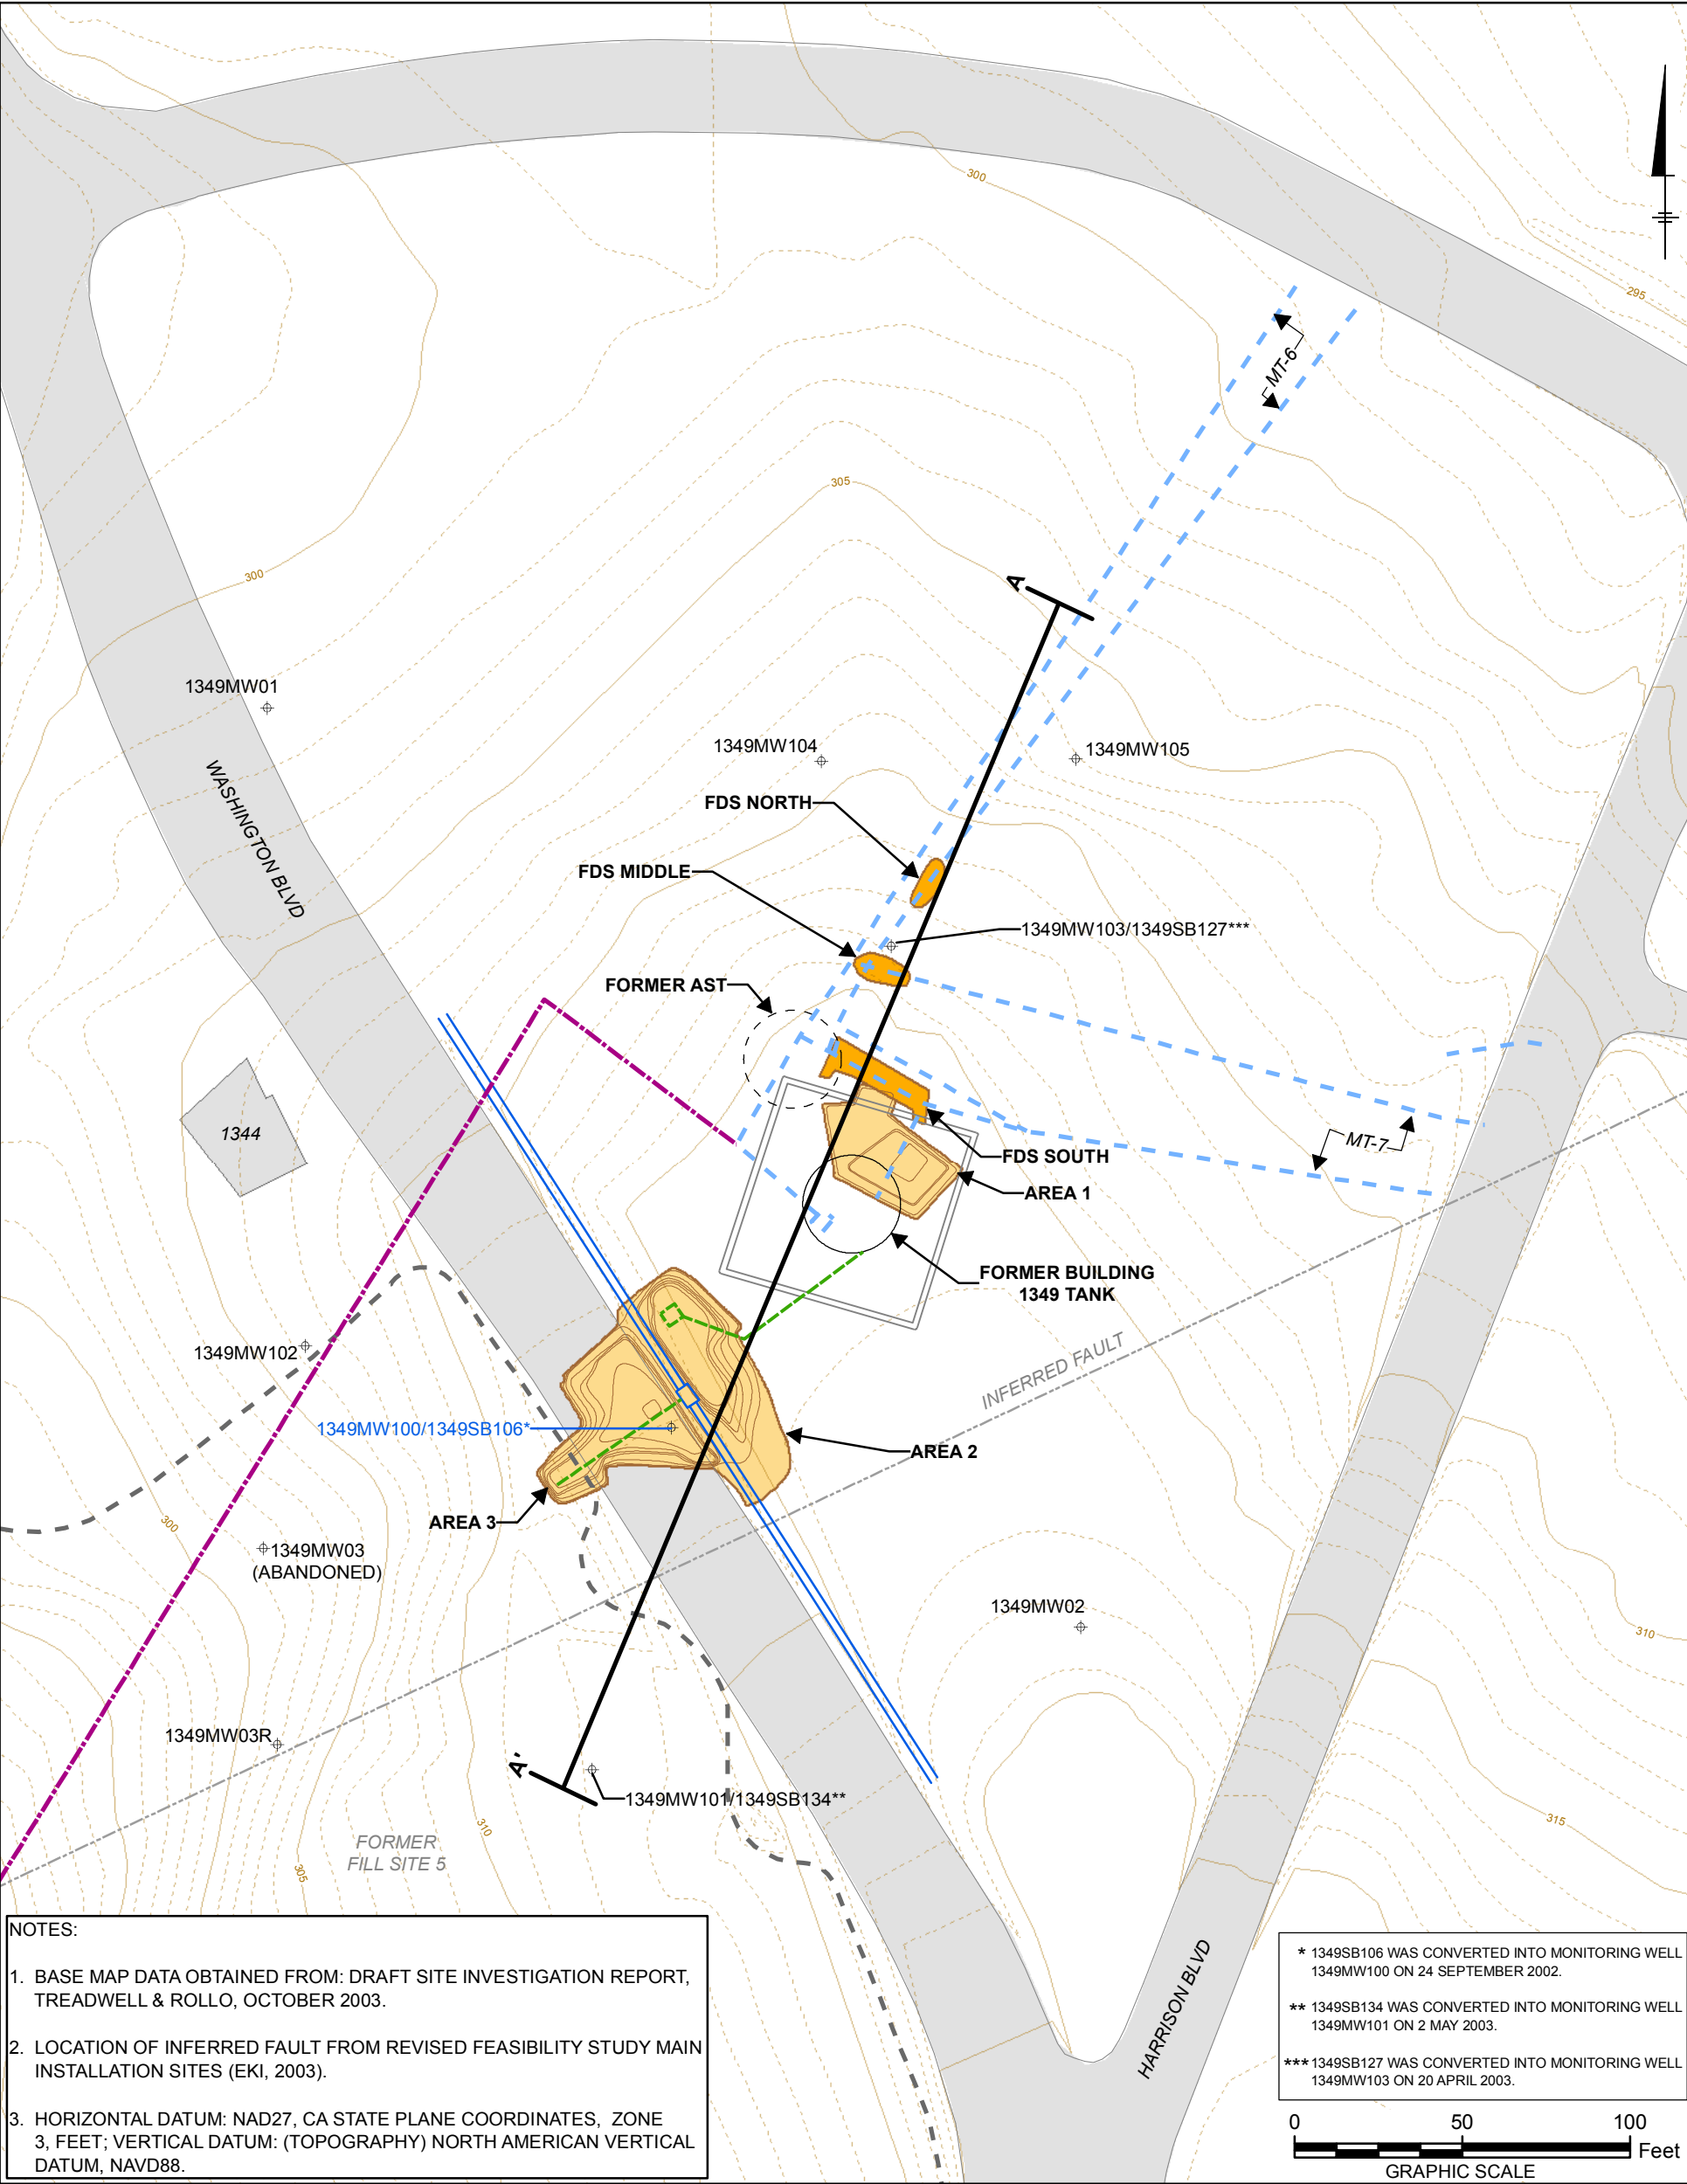 300
295
MT-6
305
A
300
1349MW01
1349MW104
1349MW105
WASHINGTON BLVD
FDS NORTH
FDS MIDDLE
1349MW103/1349SB127***
FORMER AST
1344
MT-7
FDS SOUTH
AREA 1
FORMER BUILDING
1349 TANK
1349MW102
INFERRED FAULT
1349MW100/1349SB106*
AREA 2
AREA 3
300
1349MW03
(ABANDONED)
1349MW02
310
1349MW03R
A'
1349MW101/1349SB134**
315
310
FORMER
FILL SITE 5
305
HARRISON BLVD
NOTES:
1. BASE MAP DATA OBTAINED FROM: DRAFT SITE INVESTIGATION REPORT,
TREADWELL & ROLLO, OCTOBER 2003.
2. LOCATION OF INFERRED FAULT FROM REVISED FEASIBILITY STUDY MAIN
INSTALLATION SITES (EKI, 2003).
3. HORIZONTAL DATUM: NAD27, CA STATE PLANE COORDINATES, ZONE
3, FEET; VERTICAL DATUM: (TOPOGRAPHY) NORTH AMERICAN VERTICAL
DATUM, NAVD88.
* 1349SB106 WAS CONVERTED INTO MONITORING WELL
1349MW100 ON 24 SEPTEMBER 2002.
** 1349SB134 WAS CONVERTED INTO MONITORING WELL
1349MW101 ON 2 MAY 2003.
*** 1349SB127 WAS CONVERTED INTO MONITORING WELL
1349MW103 ON 20 APRIL 2003.
0 50 100
Feet
GRAPHIC SCALE